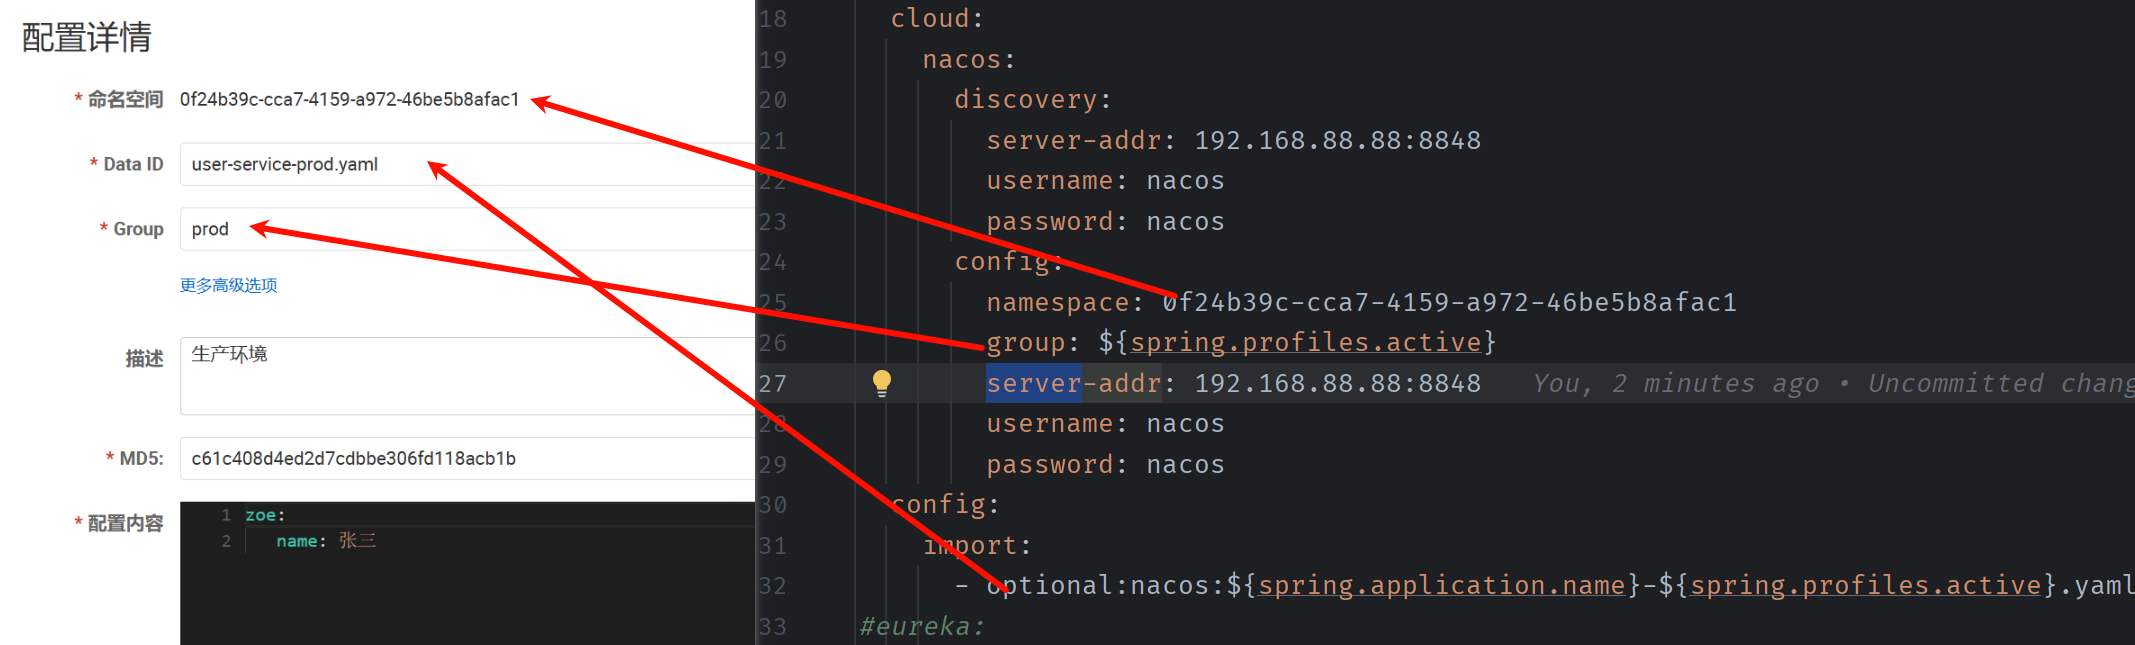 配置详情
* 命名空间 0f24b39c-cca7-4159-a972-46be5b8afac1
* Data ID user-service-prod.yaml
* Group prod
更多高级选项
描述 生产环境
* MD5: c61c408d4ed2d7cdbbe306fd118acb1b
* 配置内容
1 zoe:
2 name: 张三
18 cloud:
19 nacos:
20 discovery:
21 server-addr: 192.168.88.88:8848
22 username: nacos
23 password: nacos
24 config:
25 namespace: 0f24b39c-cca7-4159-a972-46be5b8afac1
26 group: ${spring.profiles.active}
27 server-addr: 192.168.88.88:8848 You, 2 minutes ago • Uncommitted chang
28 username: nacos
29 password: nacos
30 config:
31 import:
32 - optional:nacos:${spring.application.name}-${spring.profiles.active}.yaml
33 #eureka: